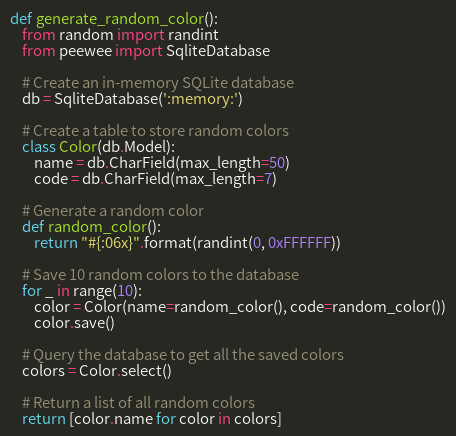 def generate_random_color():
    from random import randint
    from peewee import SqliteDatabase

    # Create an in-memory SQLite database
    db = SqliteDatabase(':memory:')

    # Create a table to store random colors
    class Color(db.Model):
        name = db.CharField(max_length=50)
        code = db.CharField(max_length=7)

    # Generate a random color
    def random_color():
        return "#{:06x}".format(randint(0, 0xFFFFFF))

    # Save 10 random colors to the database
    for _ in range(10):
        color = Color(name=random_color(), code=random_color())
        color.save()

    # Query the database to get all the saved colors
    colors = Color.select()

    # Return a list of all random colors
    return [color.name for color in colors]